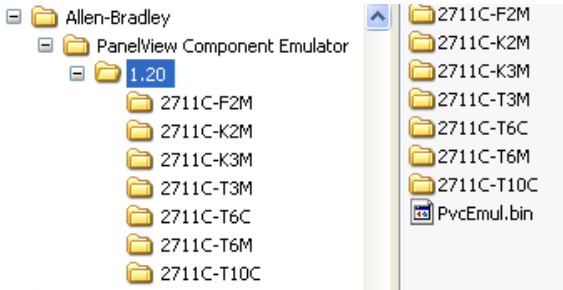 Allen-Bradley
PanelView Component Emulator
1.20
2711C-F2M
2711C-K2M
2711C-K3M
2711C-T3M
2711C-T6C
2711C-T6M
2711C-T10C
2711C-F2M
2711C-K2M
2711C-K3M
2711C-T3M
2711C-T6C
2711C-T6M
2711C-T10C
PvcEmul.bin